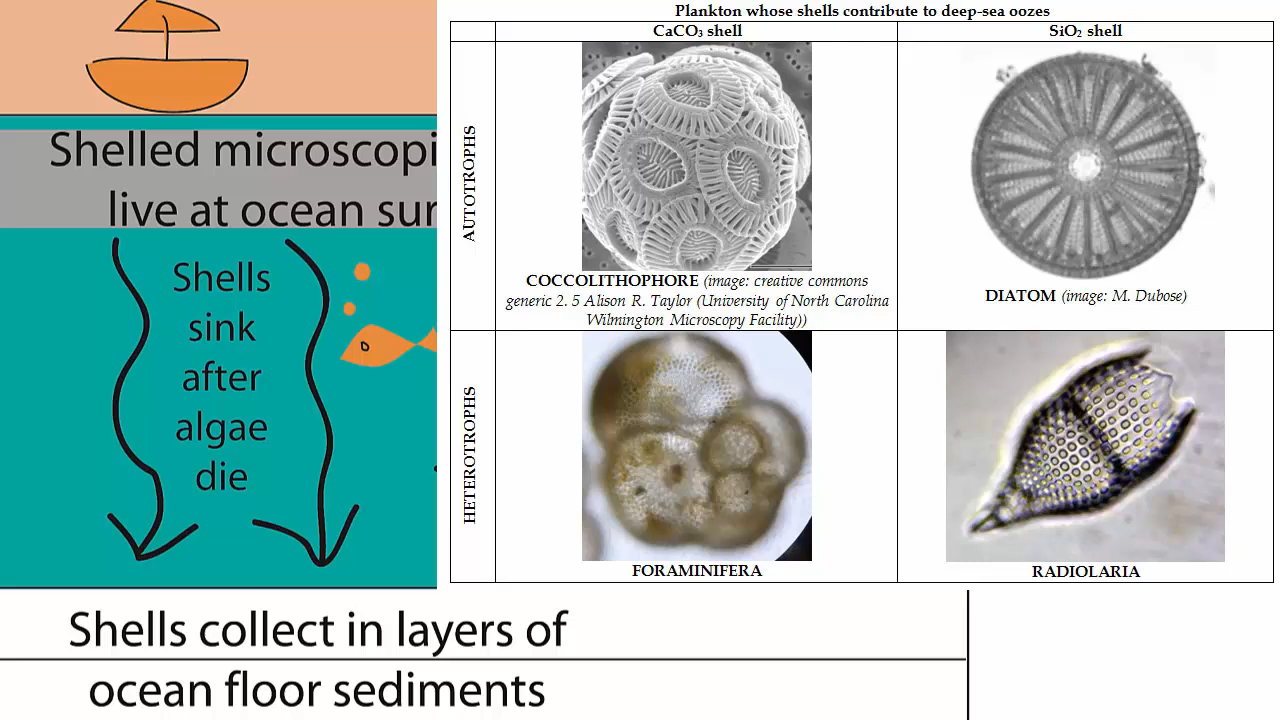 Shelled microscopi
live at ocean sur
Shells
sink
after
algae
die
Shells collect in layers of
ocean floor sediments
Plankton whose shells contribute to deep-sea oozes
CaCO₃ shell
SiO₂ shell
AUTOTROPHS
COCCOLITHOPHORE (image: creative commons
generic 2. 5 Alison R. Taylor (University of North Carolina
Wilmington Microscopy Facility))
DIATOM (image: M. Dubose)
HETEROTROPHS
FORAMINIFERA
RADIOLARIA